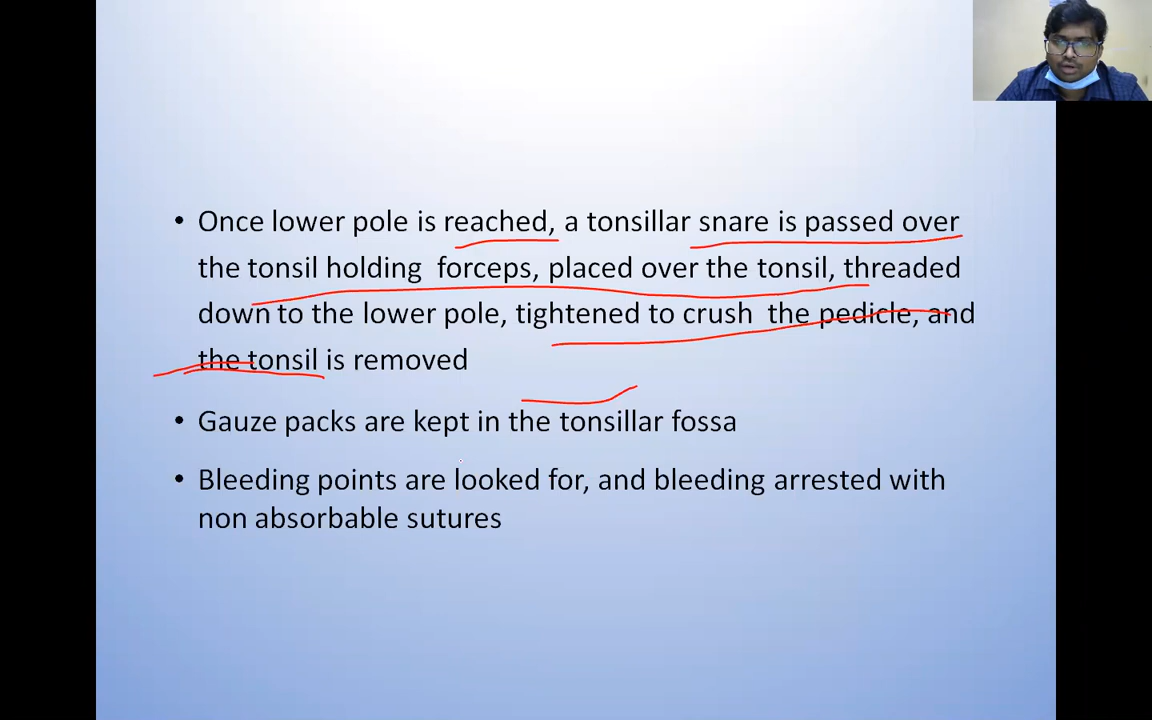 • Once lower pole is reached, a tonsillar snare is passed over
the tonsil holding forceps, placed over the tonsil, threaded
down to the lower pole, tightened to crush the pedicle, and
the tonsil is removed
• Gauze packs are kept in the tonsillar fossa
• Bleeding points are looked for, and bleeding arrested with
non absorbable sutures